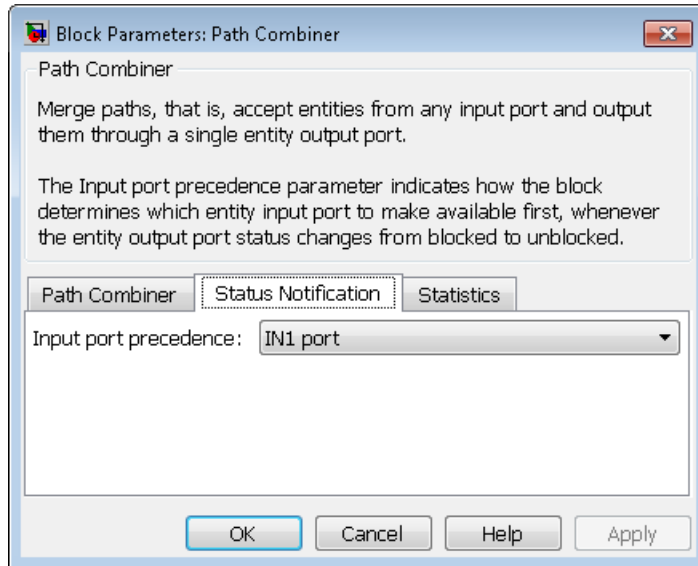 Block Parameters: Path Combiner
Path Combiner
Merge paths, that is, accept entities from any input port and output
them through a single entity output port.
The Input port precedence parameter indicates how the block
determines which entity input port to make available first, whenever
the entity output port status changes from blocked to unblocked.
Path Combiner Status Notification Statistics
Input port precedence: IN1 port
OK Cancel Help Apply